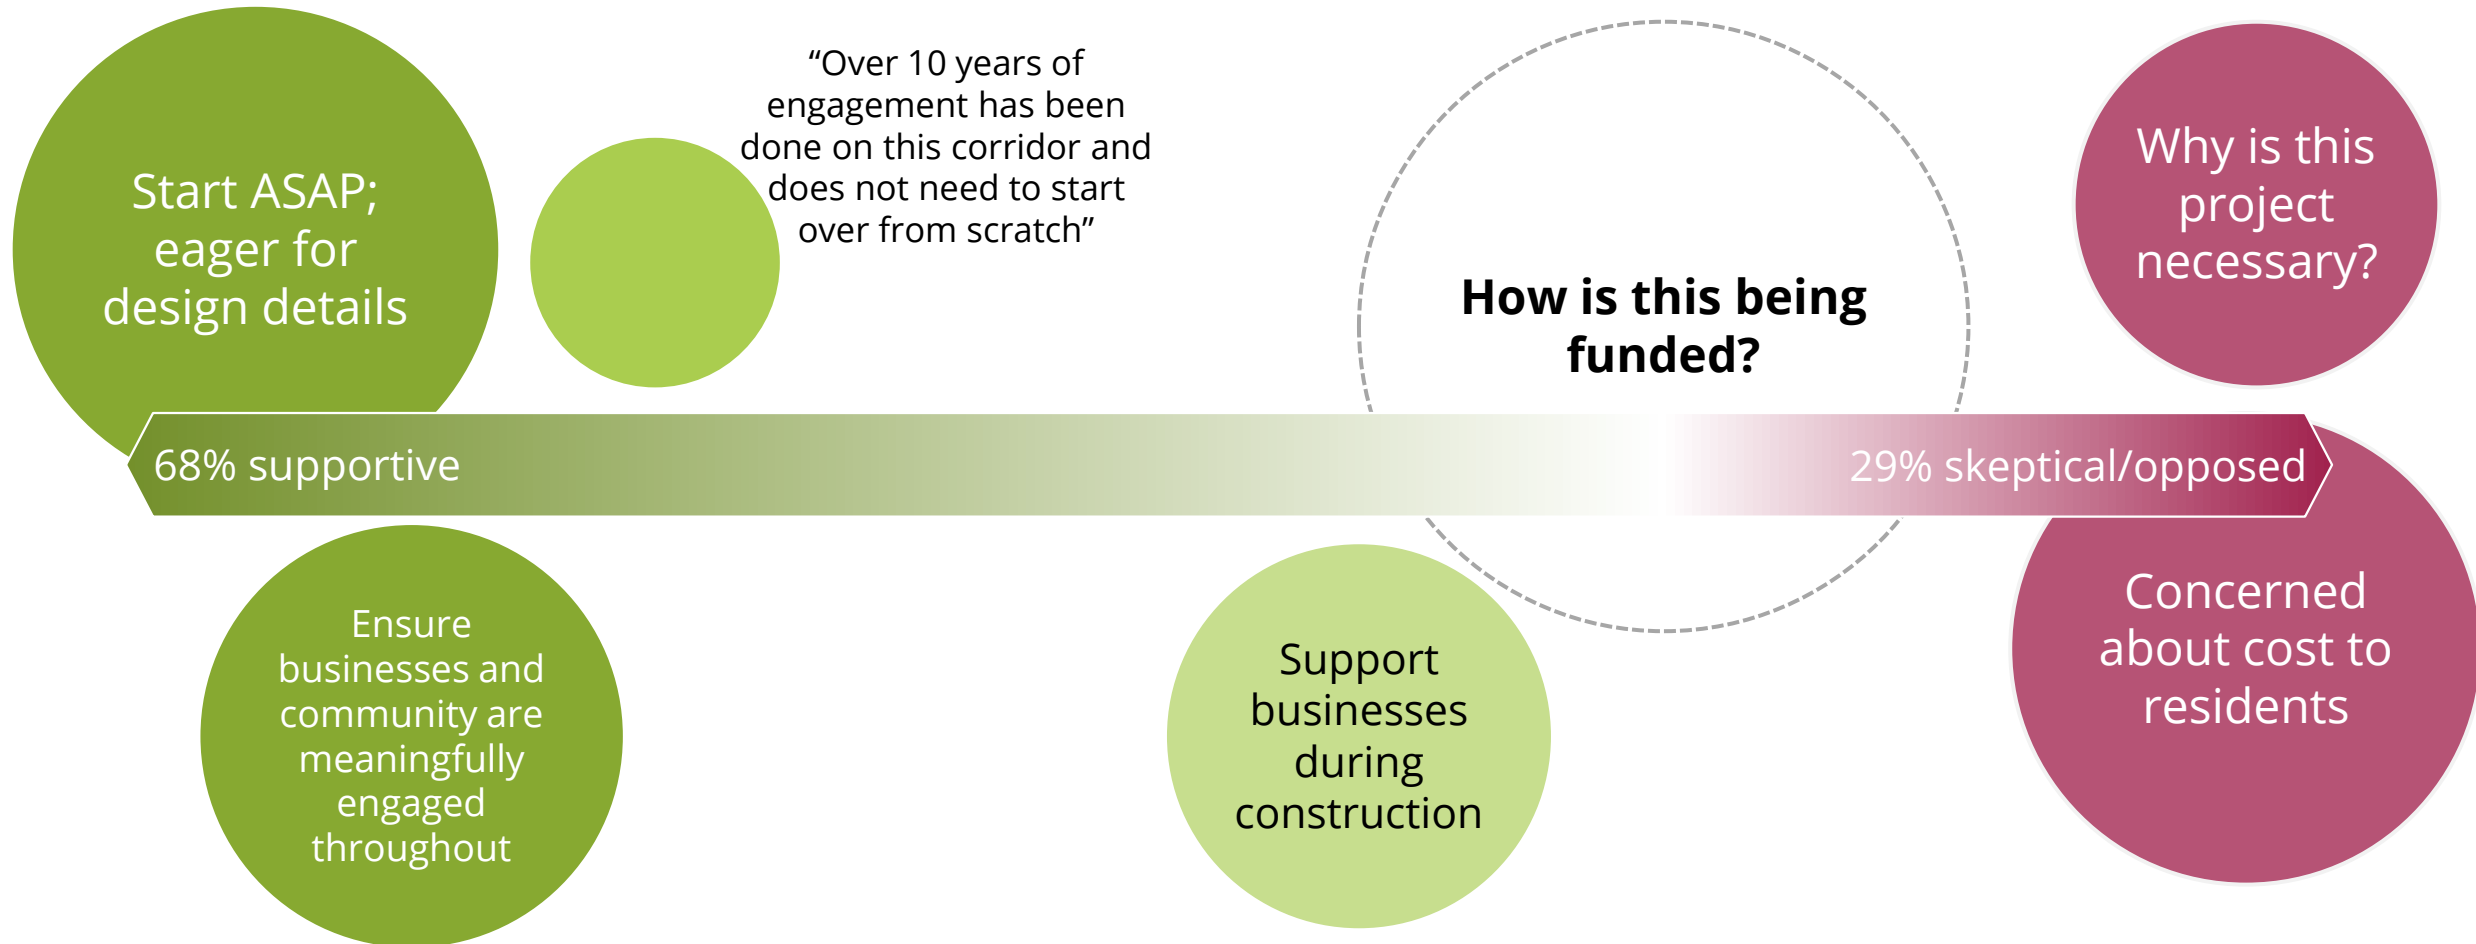 Start ASAP;
eager for
design details
“Over 10 years of
engagement has been
done on this corridor and
does not need to start
over from scratch”
How is this being
funded?
Why is this
project
necessary?
68% supportive
29% skeptical/opposed
Ensure
businesses and
community are
meaningfully
engaged
throughout
Support
businesses
during
construction
Concerned
about cost to
residents